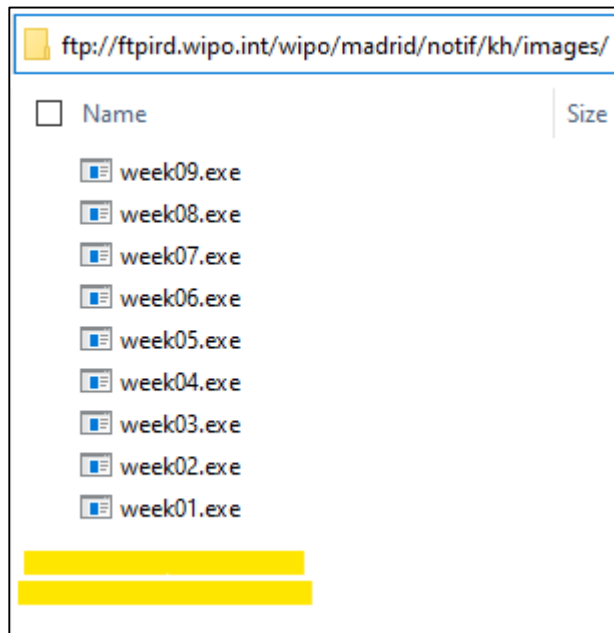 ftp://ftpird.wipo.int/wipo/madrid/notif/kh/images/
Name Size
week09.exe
week08.exe
week07.exe
week06.exe
week05.exe
week04.exe
week03.exe
week02.exe
week01.exe